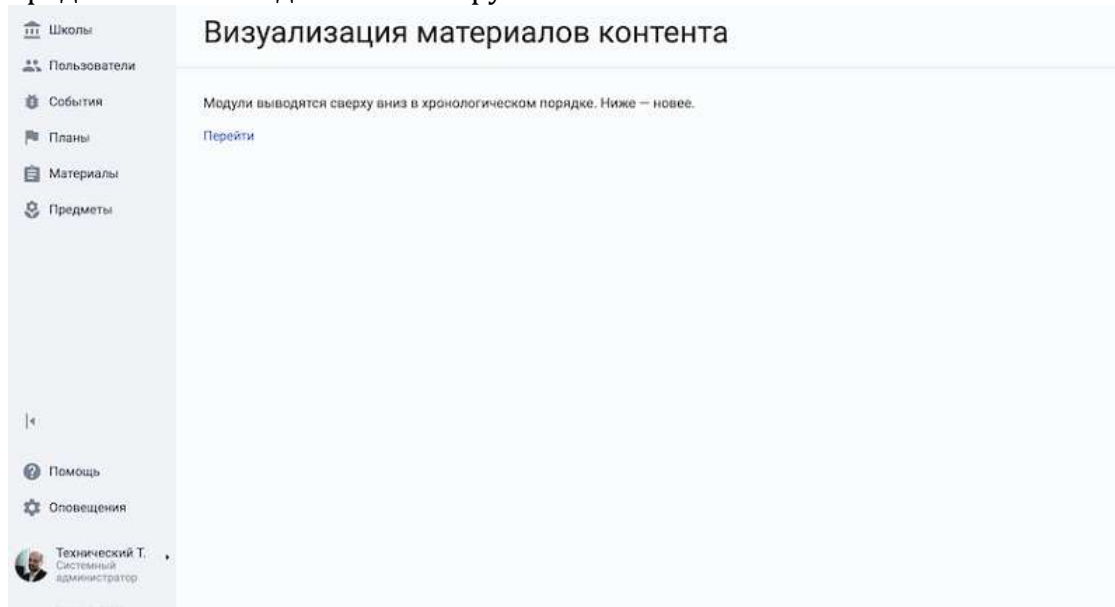 Школы
Пользователи
События
Планы
Материалы
Предметы
Визуализация материалов контента
Модули выводятся сверху вниз в хронологическом порядке. Ниже — новее.
Перейти
Помощь
Оповещения
Технический Т.
Системный
администратор